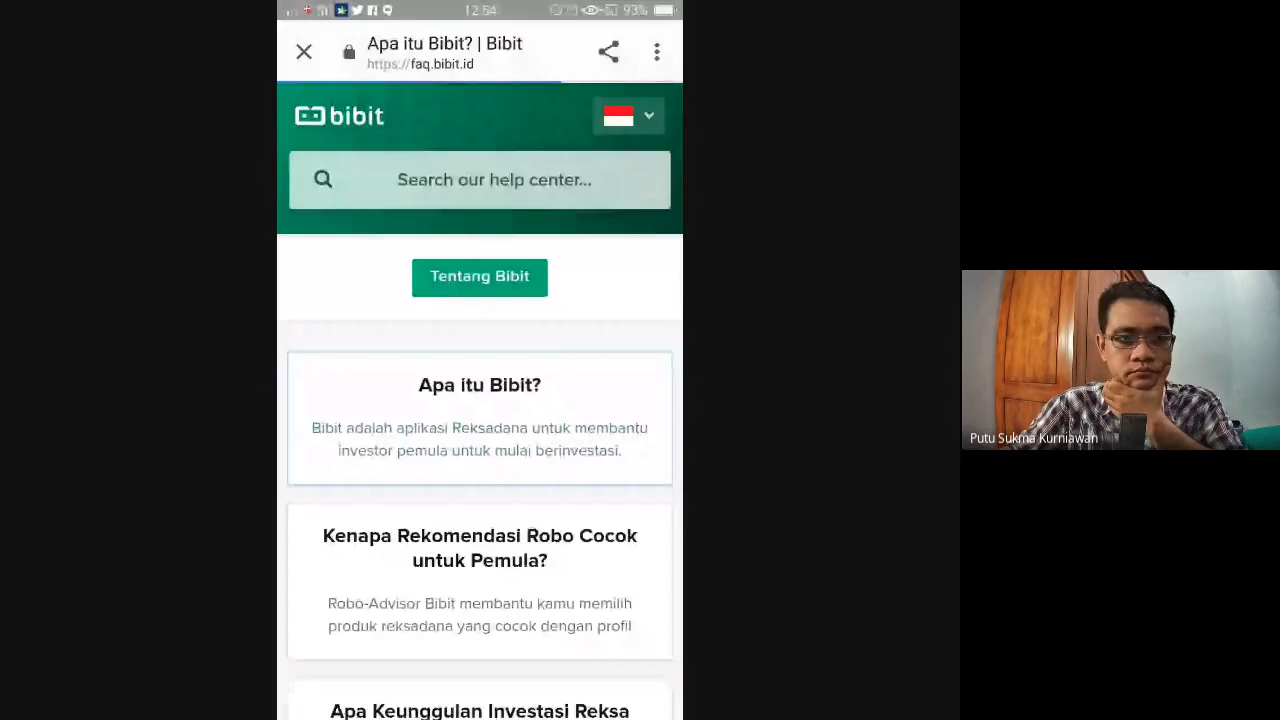 12:54
93%
Apa itu Bibit? | Bibit
https://faq.bibit.id
bibit
Search our help center...
Tentang Bibit
Apa itu Bibit?
Bibit adalah aplikasi Reksadana untuk membantu
investor pemula untuk mulai berinvestasi.
Kenapa Rekomendasi Robo Cocok
untuk Pemula?
Robo-Advisor Bibit membantu kamu memilih
produk reksadana yang cocok dengan profil
Apa Keunggulan Investasi Reksa
Putu Sukma Kurniawan